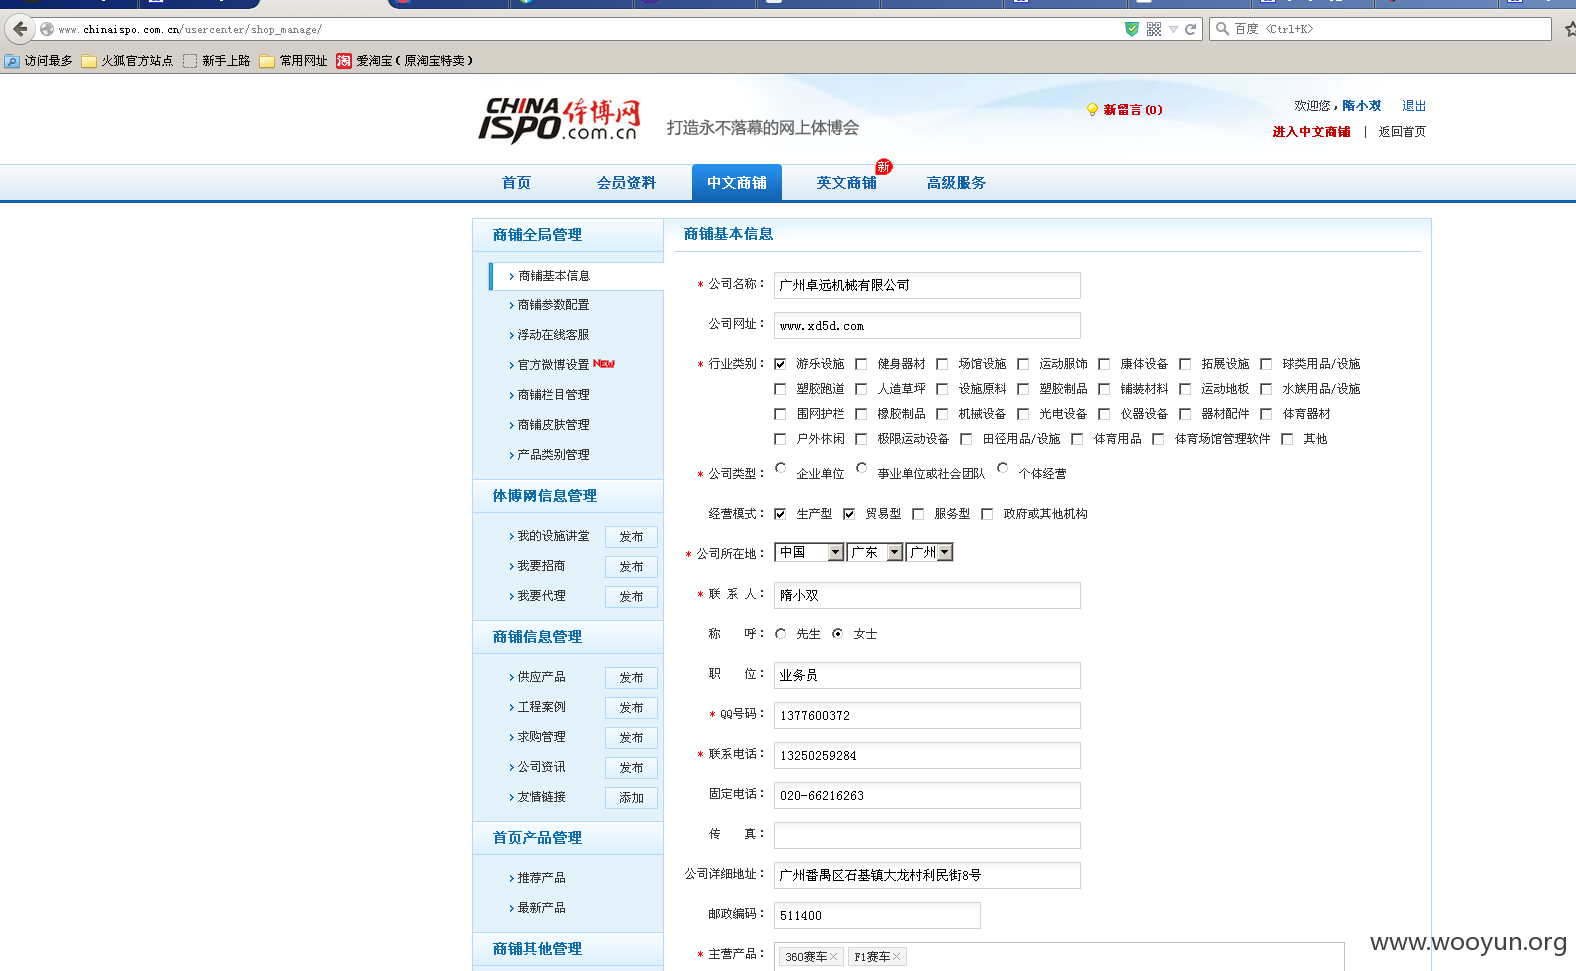 www.chinaispo.com.cn/usercenter/shop_manage/
百度 <Ctrl+K>
访问最多 火狐官方站点 新手上路 常用网址 爱淘宝（原淘宝特卖）
CHINA ISPO.com.cn 体博网
打造永不落幕的网上体博会
新留言(0)
欢迎您，隋小双 退出
进入中文商铺 | 返回首页
首页 会员资料 中文商铺 英文商铺 新 高级服务
商铺全局管理
商铺基本信息
商铺参数配置
浮动在线客服
官方微博设置 NEW
商铺栏目管理
商铺皮肤管理
产品类别管理
体博网信息管理
我的设施讲堂 发布
我要招商 发布
我要代理 发布
商铺信息管理
供应产品 发布
工程案例 发布
求购管理 发布
公司资讯 发布
友情链接 添加
首页产品管理
推荐产品
最新产品
商铺其他管理
商铺基本信息
* 公司名称： 广州卓远机械有限公司
公司网址： www.xd5d.com
* 行业类别： 游乐设施 健身器材 场馆设施 运动服饰 康体设备 拓展设施 球类用品/设施
塑胶跑道 人造草坪 设施原料 塑胶制品 铺装材料 运动地板 水族用品/设施
围网护栏 橡胶制品 机械设备 光电设备 仪器设备 器材配件 体育器材
户外休闲 极限运动设备 田径用品/设施 体育用品 体育场馆管理软件 其他
* 公司类型： 企业单位 事业单位或社会团队 个体经营
经营模式： 生产型 贸易型 服务型 政府或其他机构
* 公司所在地： 中国 广东 广州
* 联 系 人： 隋小双
称 呼： 先生 女士
职 位： 业务员
* QQ号码： 1377600372
* 联系电话： 13250259284
固定电话： 020-66216263
传 真：
公司详细地址： 广州番禺区石基镇大龙村利民街8号
邮政编码： 511400
* 主营产品： 360赛车× F1赛车×
www.wooyun.org